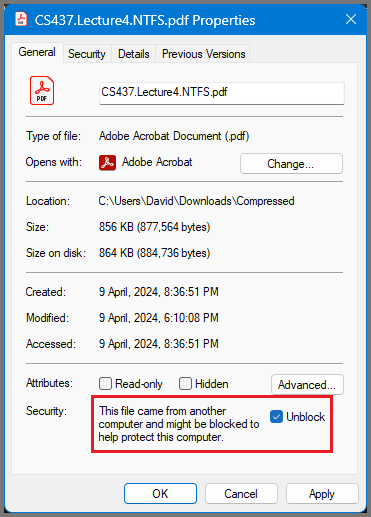 CS437.Lecture4.NTFS.pdf Properties
General Security Details Previous Versions
PDF
CS437.Lecture4.NTFS.pdf
Type of file: Adobe Acrobat Document (.pdf)
Opens with: Adobe Acrobat Change...
Location: C:\Users\David\Downloads\Compressed
Size: 856 KB (877,564 bytes)
Size on disk: 864 KB (884,736 bytes)
Created: 9 April, 2024, 8:36:51 PM
Modified: 9 April, 2024, 6:10:08 PM
Accessed: 9 April, 2024, 8:36:51 PM
Attributes: Read-only Hidden Advanced...
Security: This file came from another
computer and might be blocked to
help protect this computer.
Unblock
OK Cancel Apply